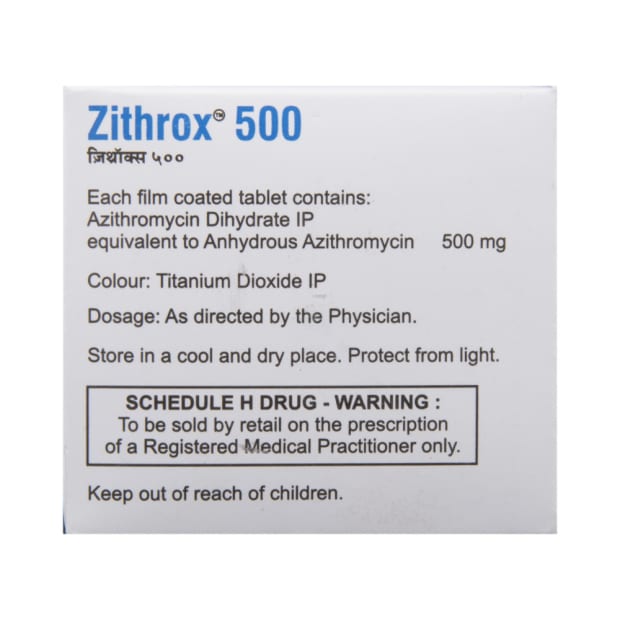 Zithrox™ 500
ज़िथ्रॉक्स ५००
Each film coated tablet contains:
Azithromycin Dihydrate IP
equivalent to Anhydrous Azithromycin 500 mg
Colour: Titanium Dioxide IP
Dosage: As directed by the Physician.
Store in a cool and dry place. Protect from light.
SCHEDULE H DRUG - WARNING :
To be sold by retail on the prescription
of a Registered Medical Practitioner only.
Keep out of reach of children.